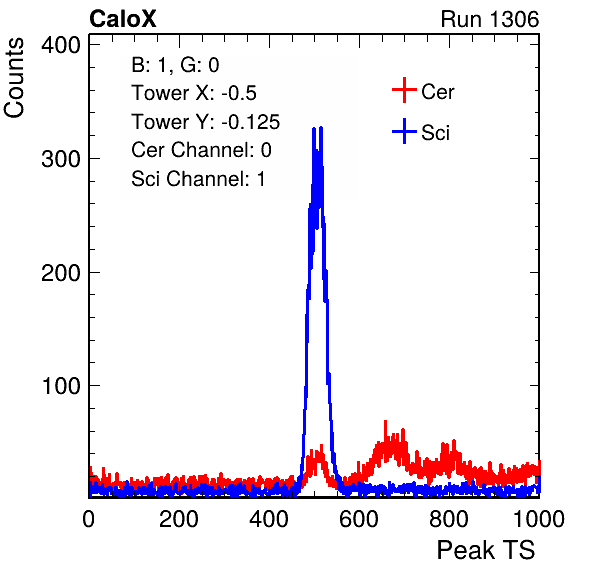 CaloX Run 1306
Counts
400
300
200
100
B: 1, G: 0
Tower X: -0.5
Tower Y: -0.125
Cer Channel: 0
Sci Channel: 1
Cer
Sci
0 200 400 600 800 1000
Peak TS